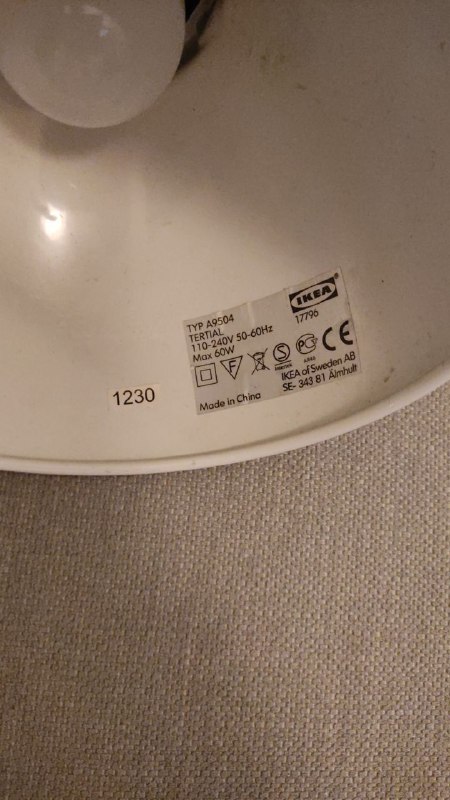 TYP A9504
TERTIAL
110-240V 50-60Hz
Max 60W
IKEA®
17796
F
S
CE
Made in China
IKEA of Sweden AB
SE- 343 81 Älmhult
1230